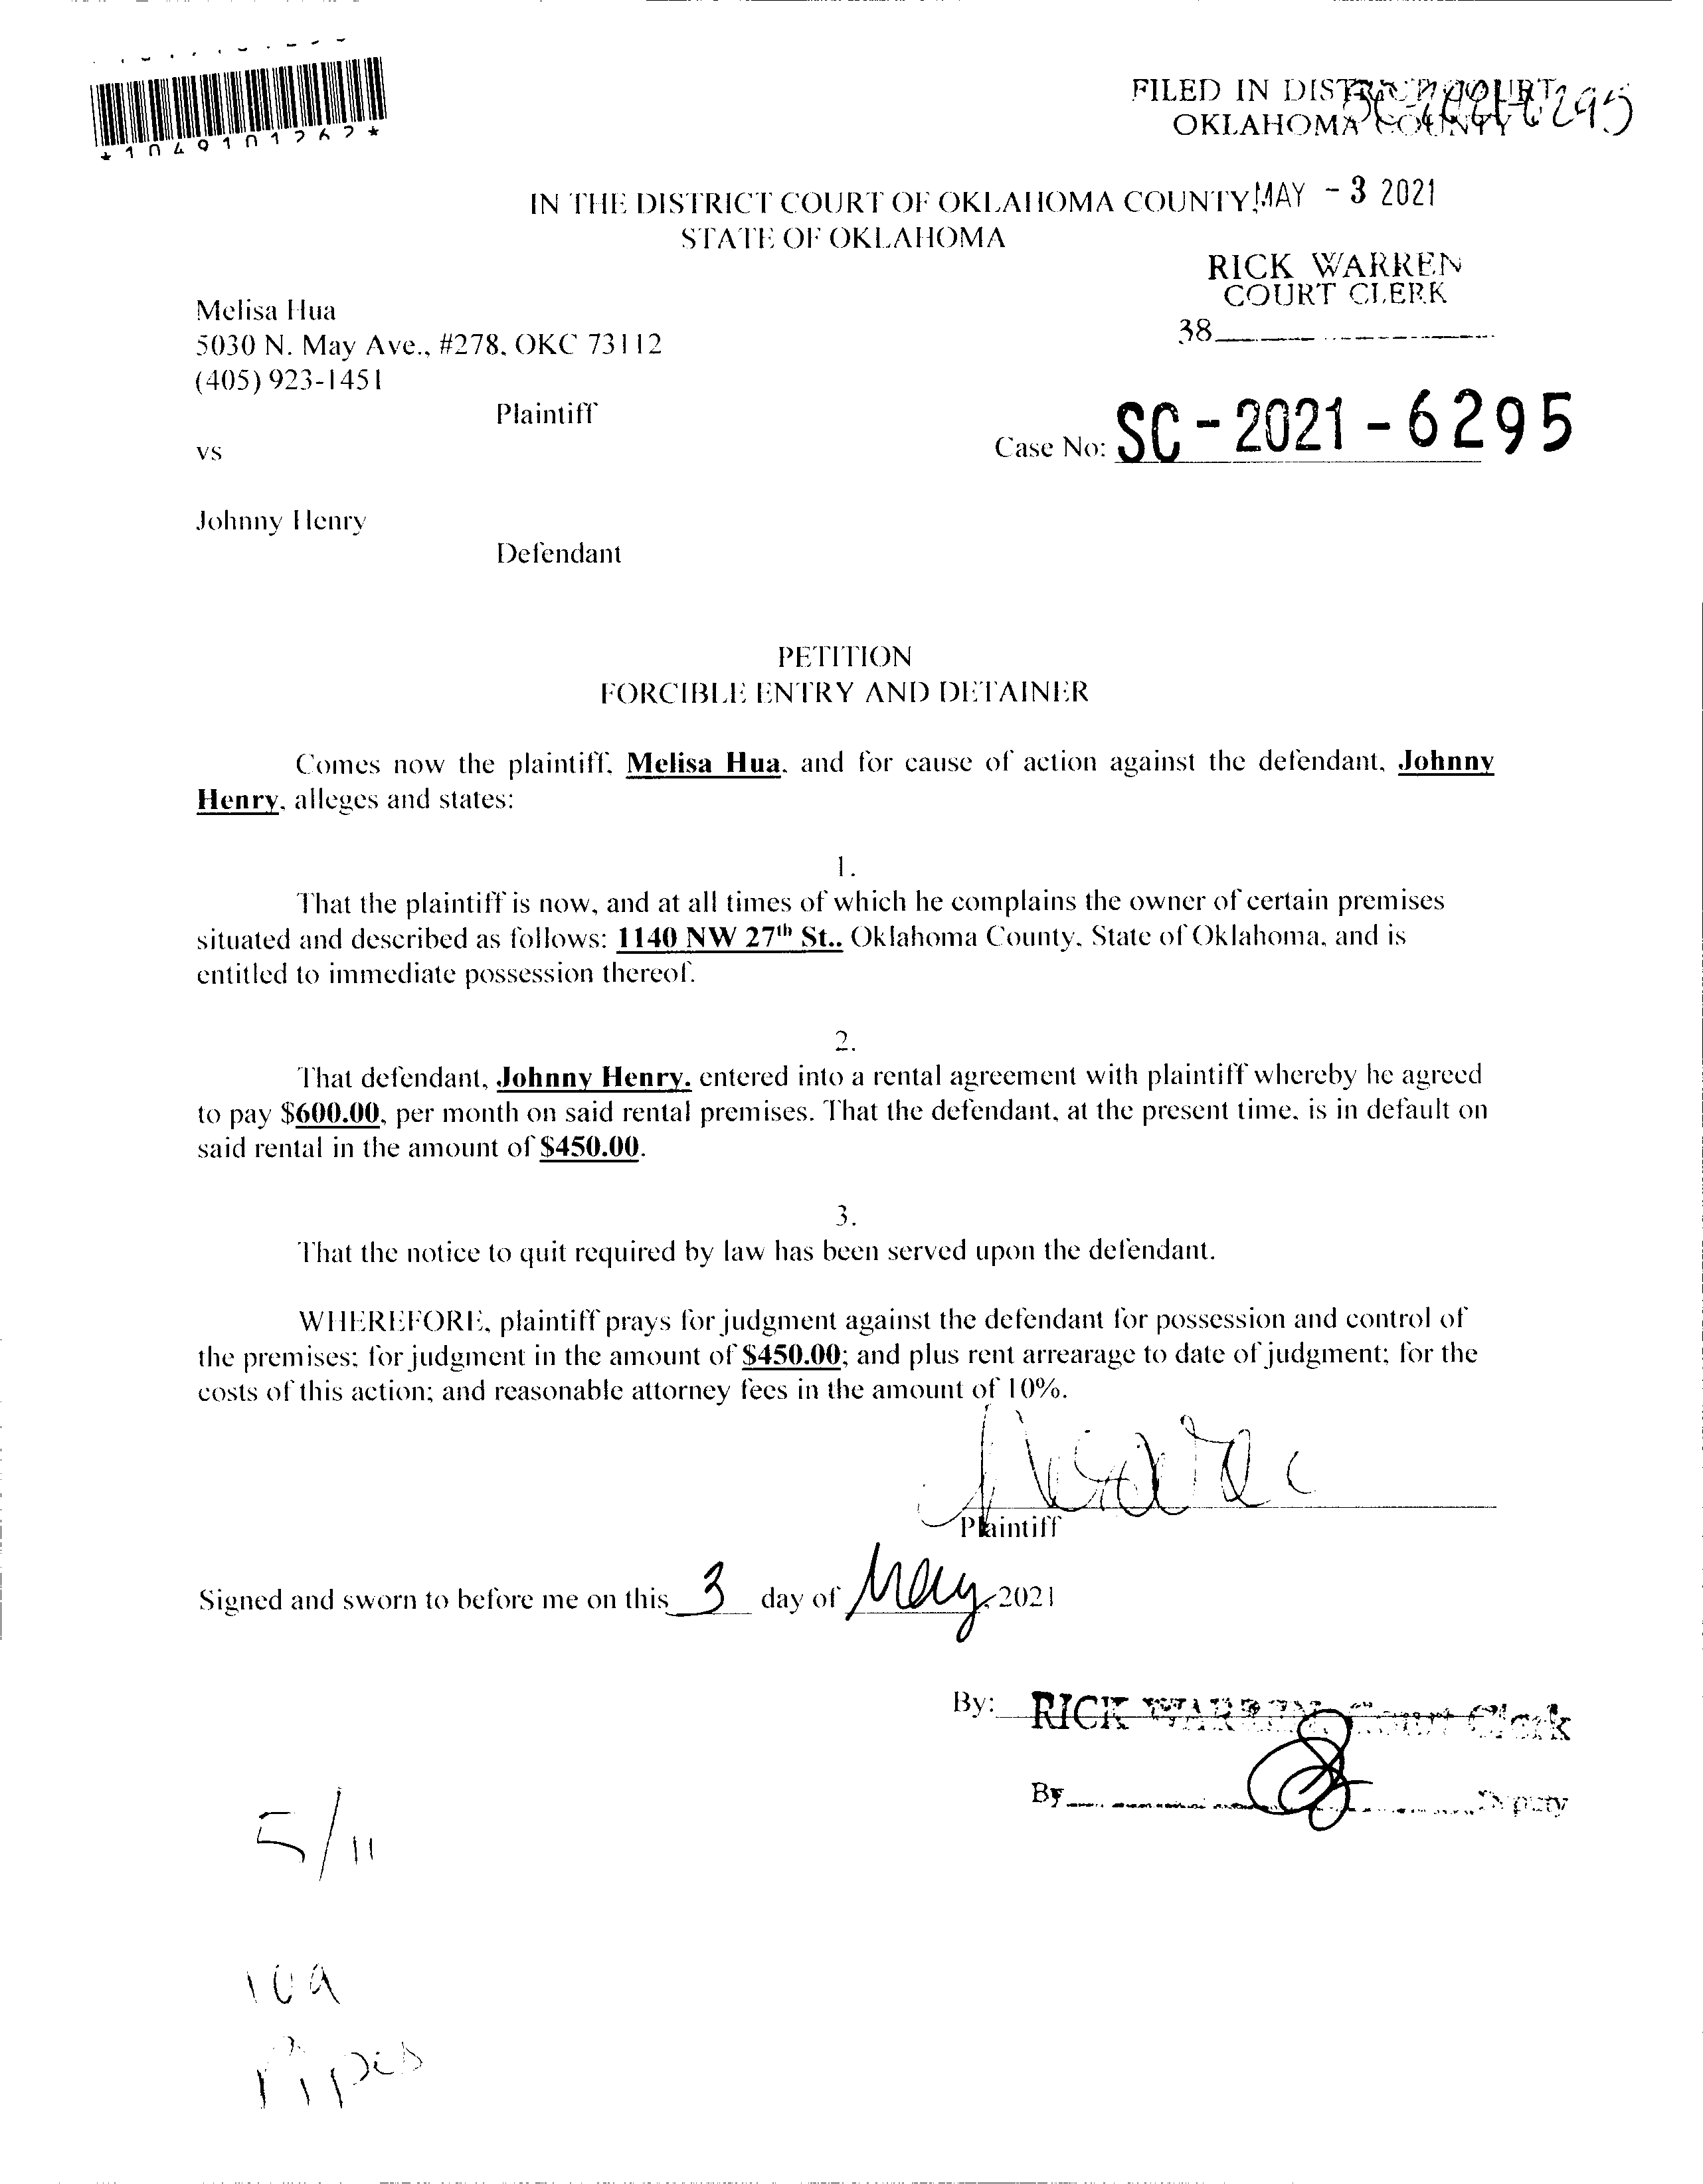 *1049101262*
FILED IN DISTRICT COURT
OKLAHOMA COUNTY
SC-2021-6295
MAY - 3 2021
IN THE DISTRICT COURT OF OKLAHOMA COUNTY,
STATE OF OKLAHOMA
RICK WARREN
COURT CLERK
38
Melisa Hua
5030 N. May Ave., #278, OKC 73112
(405) 923-1451
Plaintiff
vs
Case No: SC-2021-6295
Johnny Henry
Defendant
PETITION
FORCIBLE ENTRY AND DETAINER
Comes now the plaintiff, Melisa Hua, and for cause of action against the defendant, Johnny
Henry, alleges and states:
1.
That the plaintiff is now, and at all times of which he complains the owner of certain premises
situated and described as follows: 1140 NW 27th St., Oklahoma County, State of Oklahoma, and is
entitled to immediate possession thereof.
2.
That defendant, Johnny Henry, entered into a rental agreement with plaintiff whereby he agreed
to pay $600.00, per month on said rental premises. That the defendant, at the present time, is in default on
said rental in the amount of $450.00.
3.
That the notice to quit required by law has been served upon the defendant.
WHEREFORE, plaintiff prays for judgment against the defendant for possession and control of
the premises; for judgment in the amount of $450.00; and plus rent arrearage to date of judgment; for the
costs of this action; and reasonable attorney fees in the amount of 10%.
Plaintiff
Signed and sworn to before me on this 3 day of May, 2021
By: RICK WARREN, Court Clerk
By Deputy
5/11
10a
Pipes